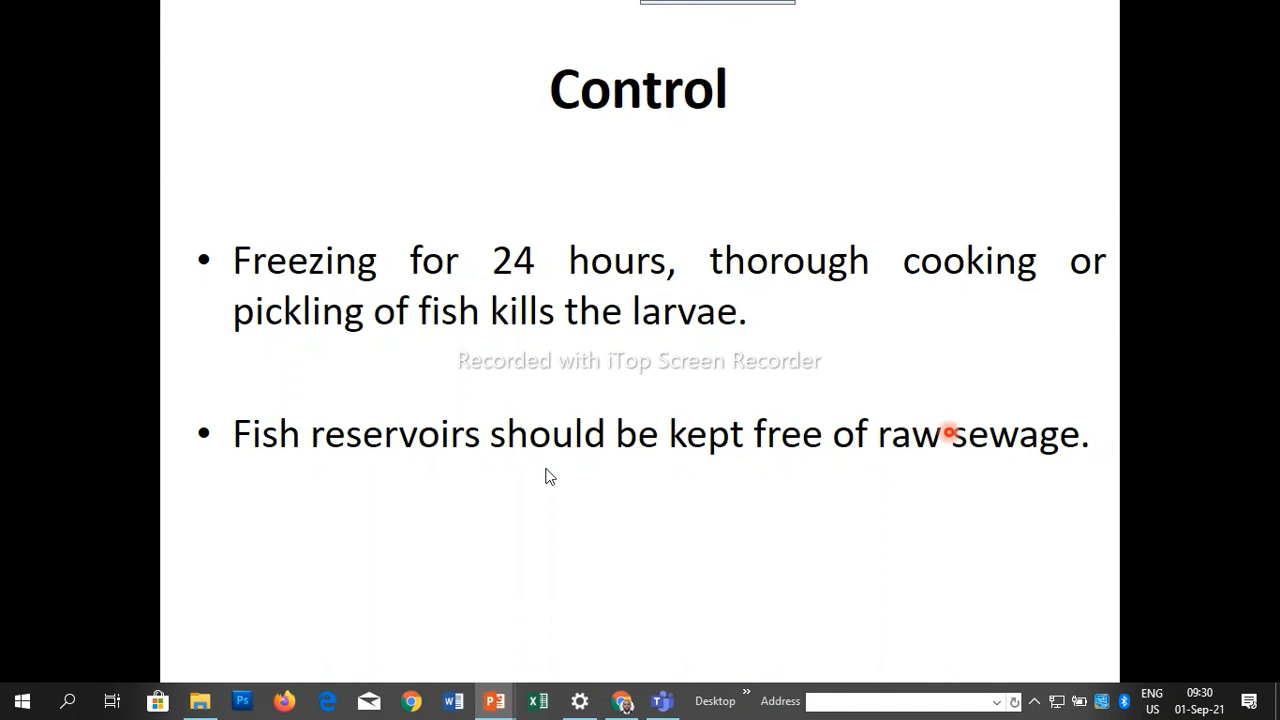 Control
• Freezing for 24 hours, thorough cooking or
pickling of fish kills the larvae.
Recorded with iTop Screen Recorder
• Fish reservoirs should be kept free of raw sewage.
Desktop » Address ENG US 09:30 01-Sep-21